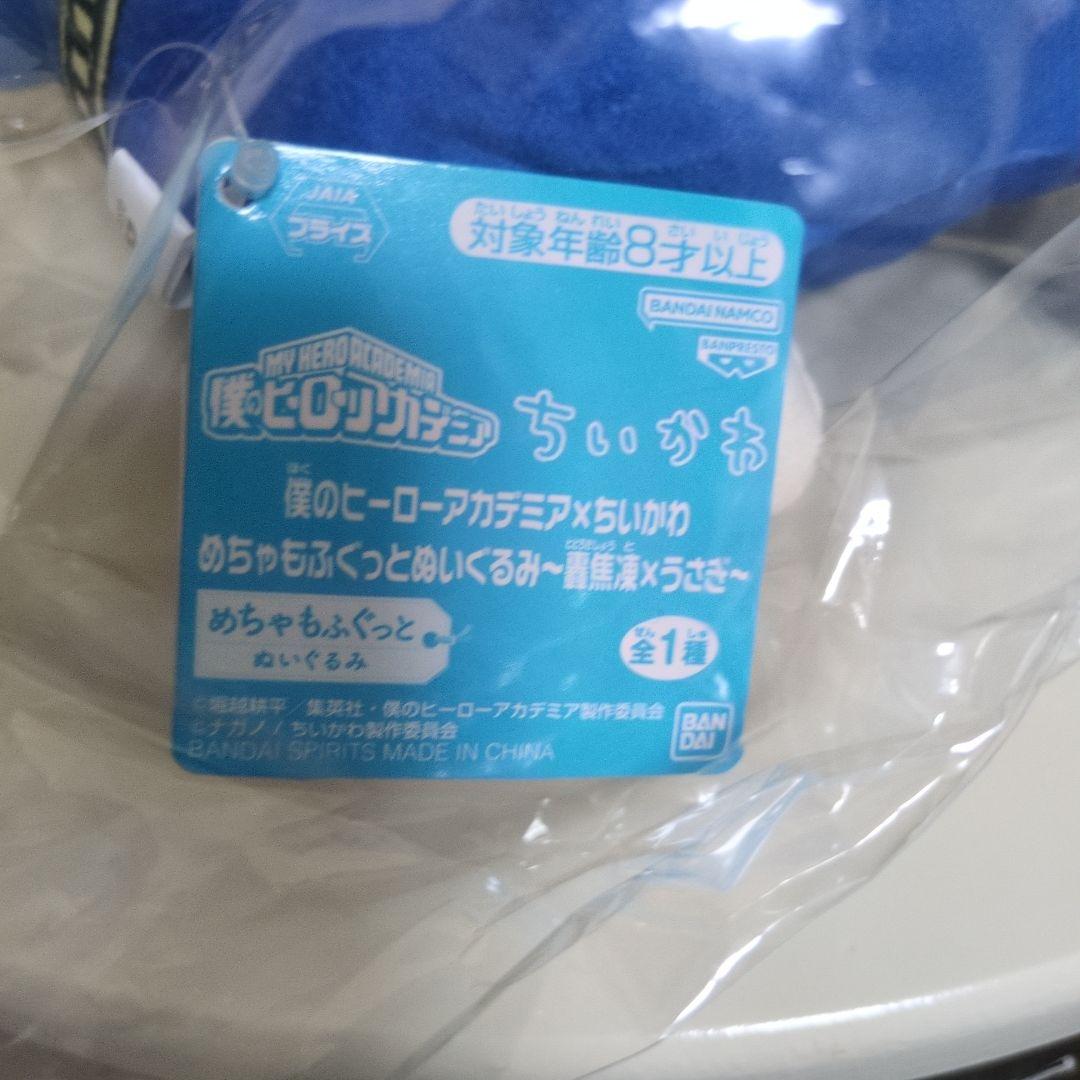 JAIA
プライズ
たいしょう ねん れい さい い じょう
対象年齢8才以上
BANDAI NAMCO
BANPRESTO
MY HERO ACADEMIA
僕のヒーローアカデミア
ちいかわ
ぼく
僕のヒーローアカデミア×ちいかわ
とどろきしょう と
めちゃもふぐっとぬいぐるみ~轟焦凍×うさぎ~
めちゃもふぐっと
ぬいぐるみ
ぜん しゅ
全1種
©堀越耕平/集英社・僕のヒーローアカデミア製作委員会
©ナガノ / ちいかわ製作委員会
BANDAI SPIRITS MADE IN CHINA
BAN
DAI